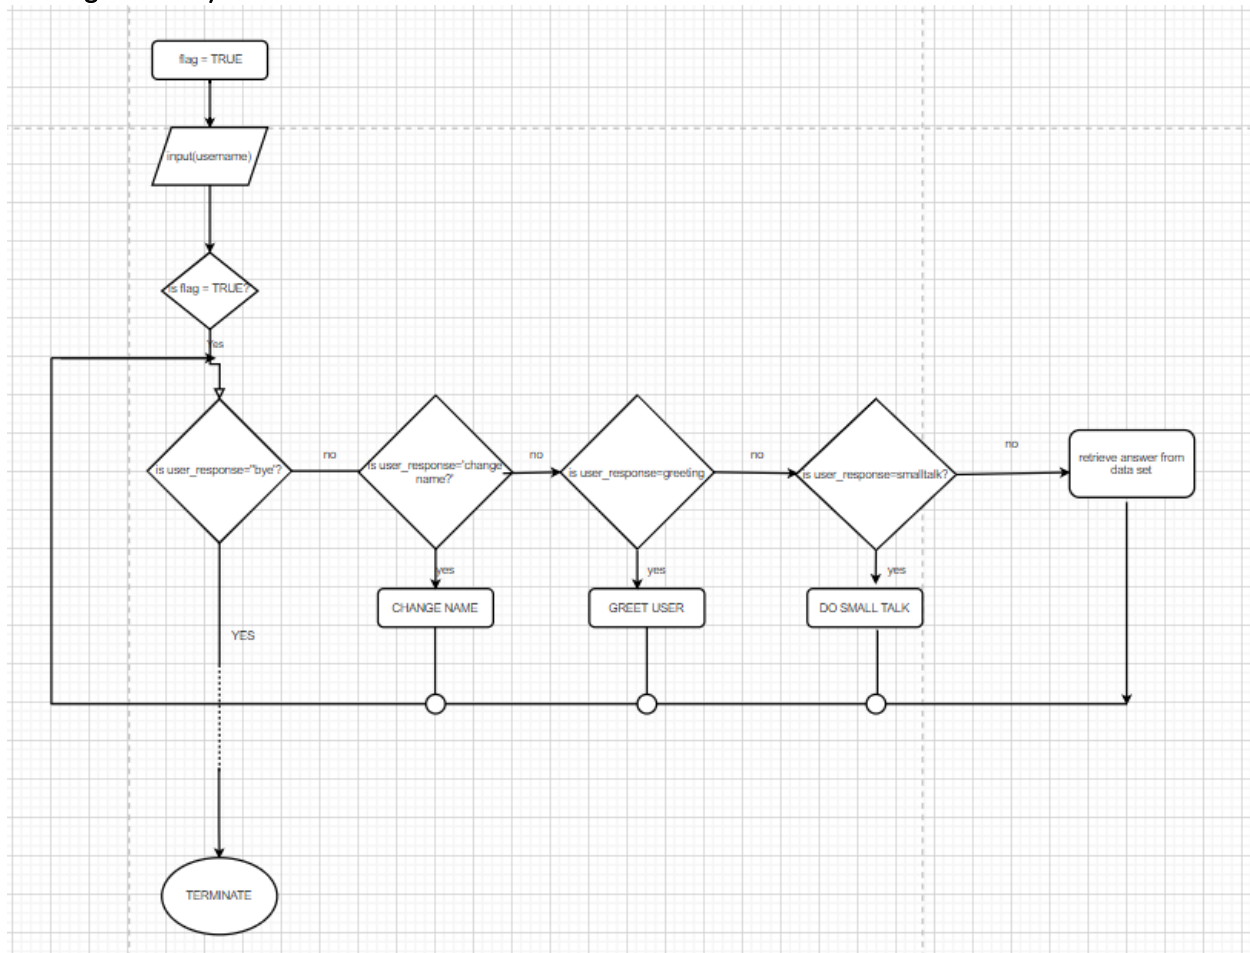 flag = TRUE
input(username)
is flag = TRUE?
Yes
is user_response="bye'?
no
is user_response='change
name?'
no
is user_response=greeting
no
is user_response=smalltalk?
no
retrieve answer from
data set
yes
yes
yes
CHANGE NAME
GREET USER
DO SMALL TALK
YES
TERMINATE